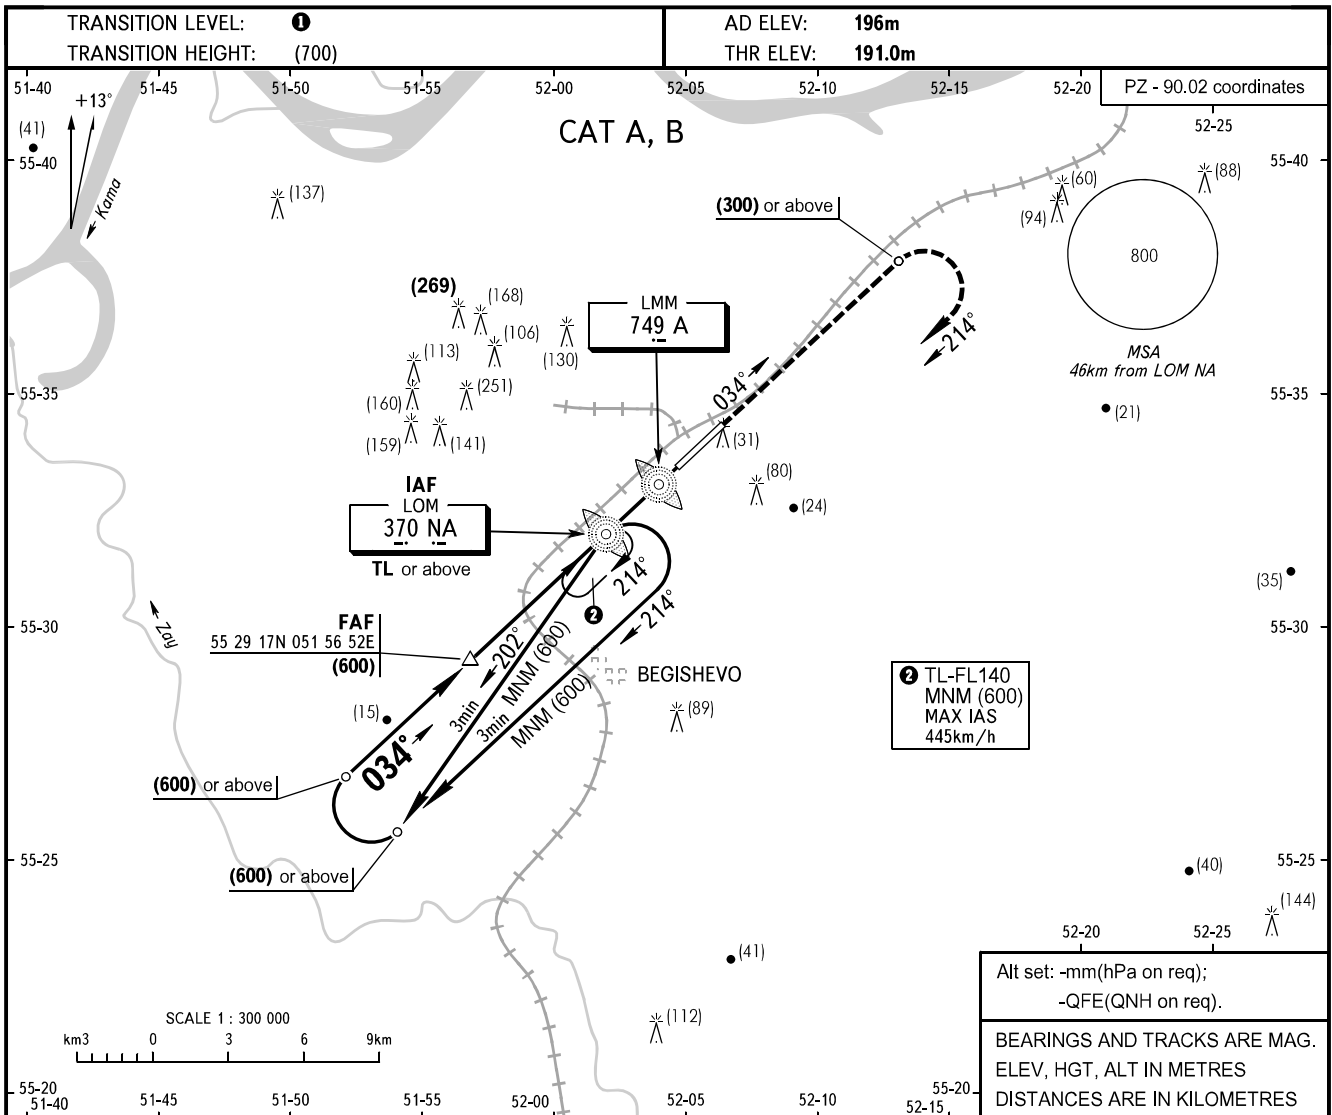 TRANSITION LEVEL: ❶
TRANSITION HEIGHT: (700)
AD ELEV: 196m
THR ELEV: 191.0m
51-40 51-45 51-50 51-55 52-00 52-05 52-10 52-15 52-20
PZ - 90.02 coordinates
52-25
+13°
(41)
55-40
Kama
CAT A, B
55-40
(137)
(60)
(88)
(94)
(300) or above
800
MSA
46km from LOM NA
(269)
(168)
(106)
(130)
(113)
(251)
(160)
(159)
(141)
LMM
749 A
214°
034°
55-35
55-35
(21)
(31)
(80)
(24)
IAF
LOM
370 NA
TL or above
214°
214°
❷
(35)
Zay
FAF
55 29 17N 051 56 52E
(600)
55-30
55-30
202°
MNM (600)
3min
3min
MNM (600)
BEGISHEVO
❷ TL-FL140
MNM (600)
MAX IAS
445km/h
(15)
(89)
034°
(600) or above
(600) or above
55-25
55-25
(40)
(144)
52-20 52-25
(41)
(112)
Alt set: -mm(hPa on req);
-QFE(QNH on req).
BEARINGS AND TRACKS ARE MAG.
ELEV, HGT, ALT IN METRES
DISTANCES ARE IN KILOMETRES
SCALE 1 : 300 000
km3 0 3 6 9km
55-20
55-20
51-40 51-45 51-50 51-55 52-00 52-05 52-10 52-15